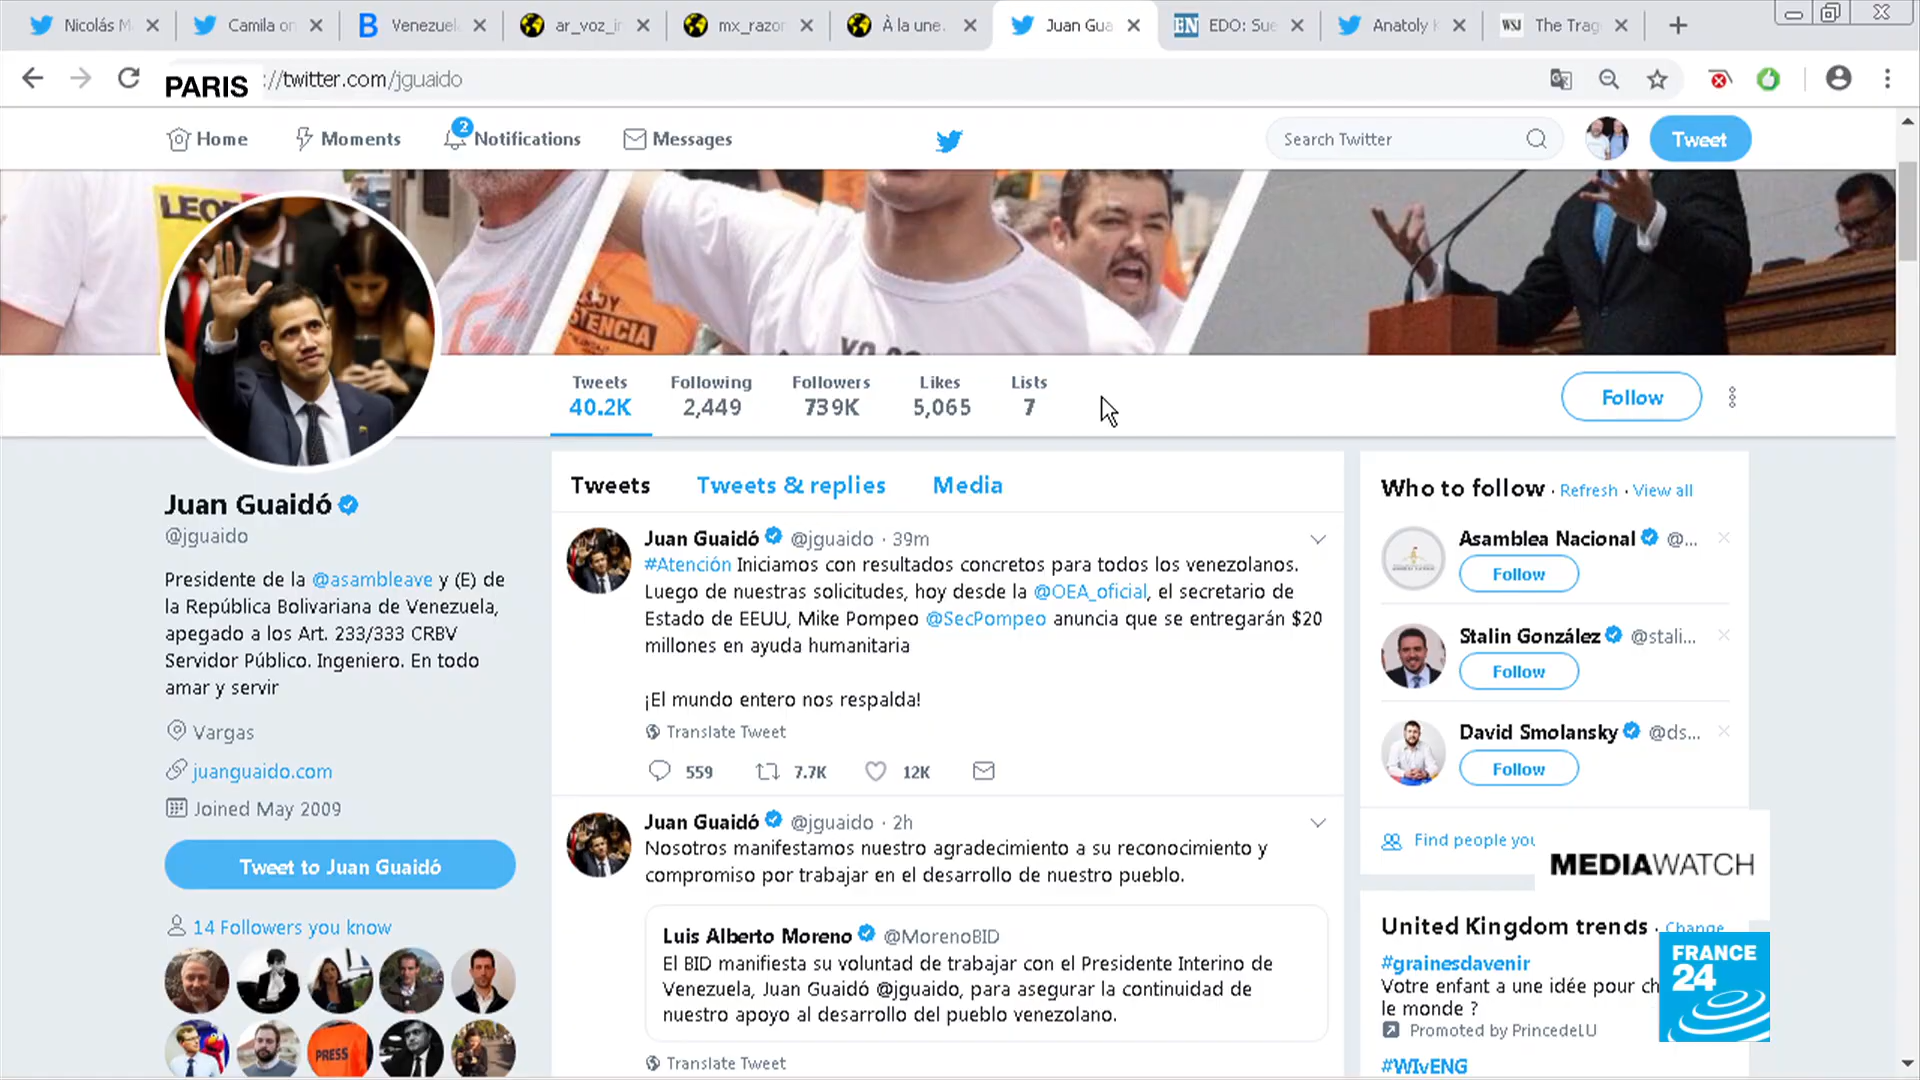 Nicolás M
Camila on
Venezuel
ar_voz_in
mx_razon
À la une.
Juan Gua
EN
EDO: Sue
Anatoly K
WSJ
The Trag
PARIS
://twitter.com/jguaido
Home
Moments
2
Notifications
Messages
Search Twitter
Tweet
Tweets
40.2K
Following
2,449
Followers
739K
Likes
5,065
Lists
7
Follow
Juan Guaidó
@jguaido
Presidente de la @asambleave y (E) de
la República Bolivariana de Venezuela,
apegado a los Art. 233/333 CRBV
Servidor Público. Ingeniero. En todo
amar y servir
Vargas
juanguaido.com
Joined May 2009
Tweet to Juan Guaidó
14 Followers you know
PRESS
Tweets
Tweets & replies
Media
Juan Guaidó @jguaido · 39m
#Atención Iniciamos con resultados concretos para todos los venezolanos.
Luego de nuestras solicitudes, hoy desde la @OEA_oficial, el secretario de
Estado de EEUU, Mike Pompeo @SecPompeo anuncia que se entregarán $20
millones en ayuda humanitaria
¡El mundo entero nos respalda!
Translate Tweet
559
7.7K
12K
Juan Guaidó @jguaido · 2h
Nosotros manifestamos nuestro agradecimiento a su reconocimiento y
compromiso por trabajar en el desarrollo de nuestro pueblo.
Luis Alberto Moreno @MorenoBID
El BID manifiesta su voluntad de trabajar con el Presidente Interino de
Venezuela, Juan Guaidó @jguaido, para asegurar la continuidad de
nuestro apoyo al desarrollo del pueblo venezolano.
Translate Tweet
Who to follow · Refresh · View all
Asamblea Nacional @...
Follow
Stalin González @stali...
Follow
David Smolansky @ds...
Follow
Find people you
MEDIAWATCH
United Kingdom trends · Change
#grainesdavenir
Votre enfant a une idée pour ch
le monde ?
Promoted by PrincedeLU
#WIvENG
FRANCE
24